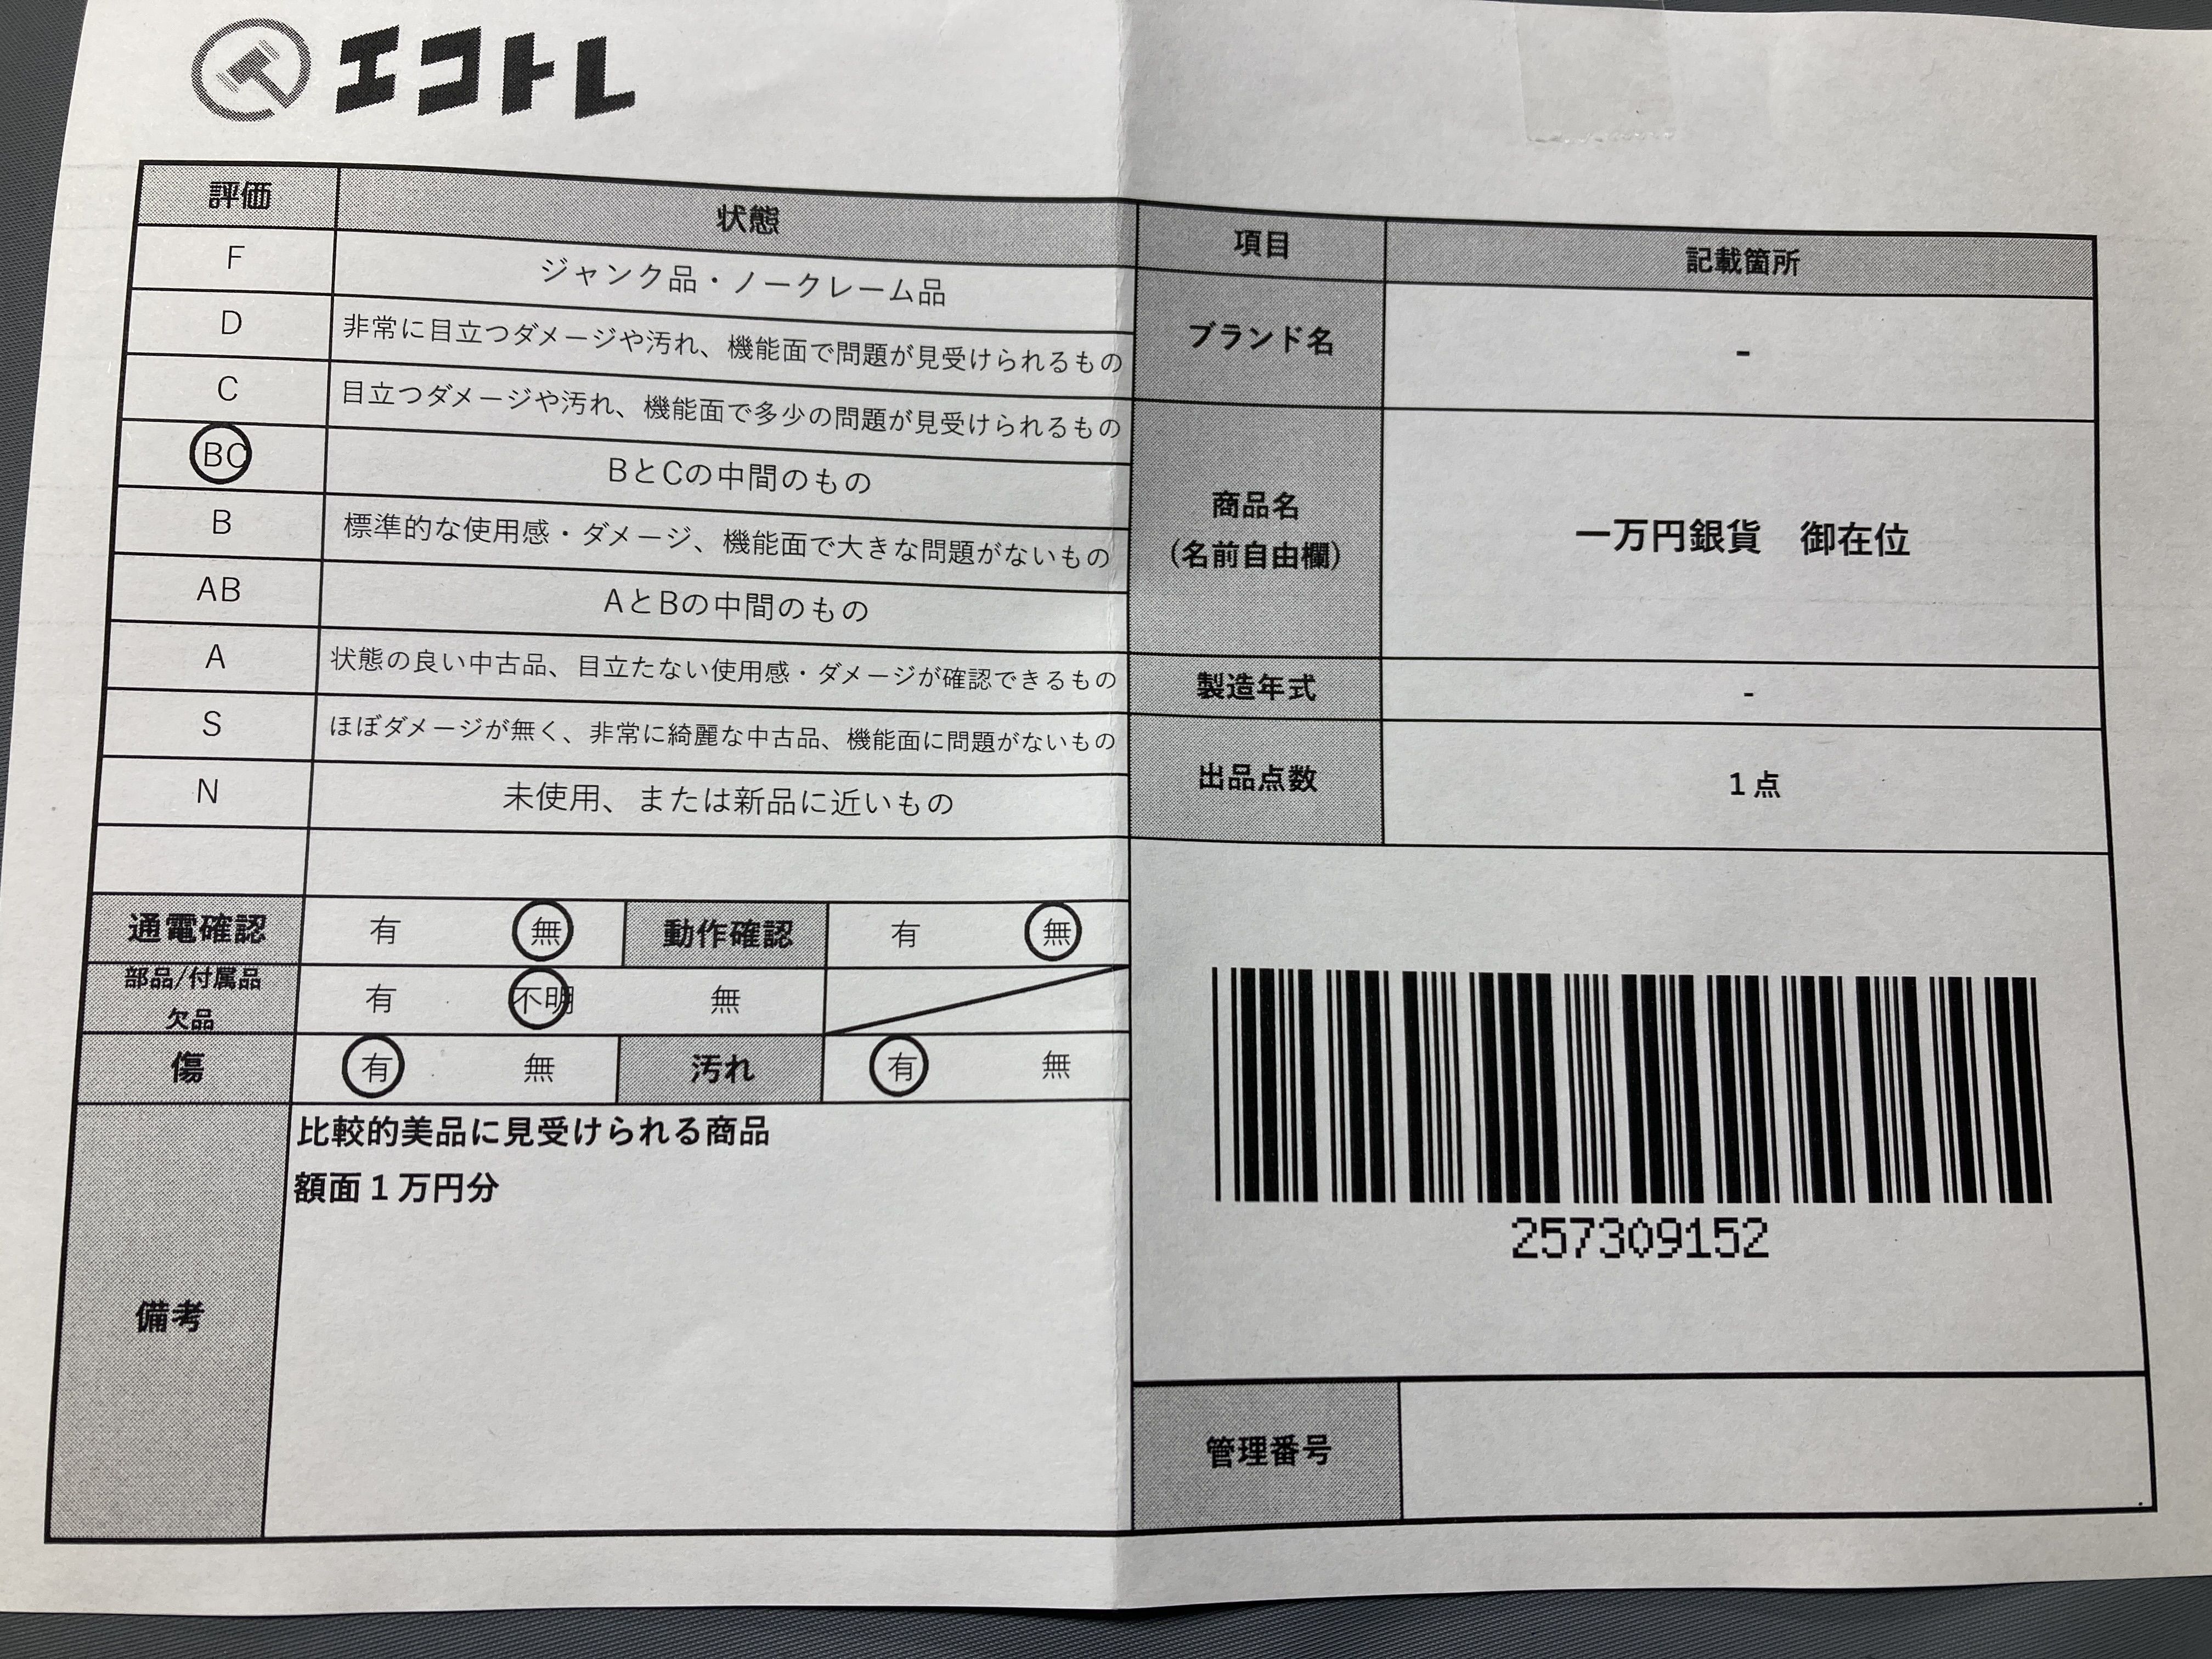 エコトレ
評価 状態
F ジャンク品・ノークレーム品
D 非常に目立つダメージや汚れ、機能面で問題が見受けられるもの
C 目立つダメージや汚れ、機能面で多少の問題が見受けられるもの
BC BとCの中間のもの
B 標準的な使用感・ダメージ、機能面で大きな問題がないもの
AB AとBの中間のもの
A 状態の良い中古品、目立たない使用感・ダメージが確認できるもの
S ほぼダメージが無く、非常に綺麗な中古品、機能面に問題がないもの
N 未使用、または新品に近いもの
通電確認 有 無 動作確認 有 無
部品/付属品
欠品 有 不明 無
傷 有 無 汚れ 有 無
備考
比較的美品に見受けられる商品
額面1万円分
項目 記載箇所
ブランド名 -
商品名
(名前自由欄)
一万円銀貨 御在位
製造年式 -
出品点数 1点
257309152
管理番号